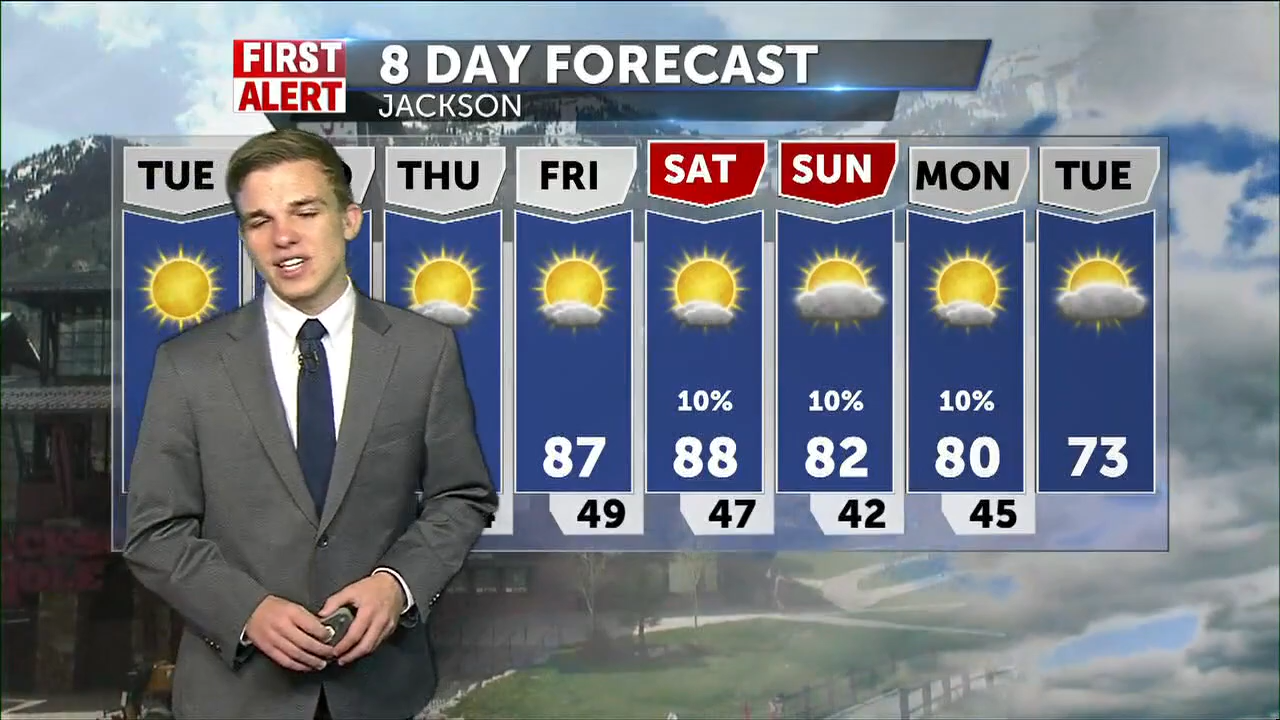 FIRST
ALERT
8 DAY FORECAST
JACKSON
TUE
THU
FRI
SAT
SUN
MON
TUE
10%
10%
10%
87
88
82
80
73
49
47
42
45